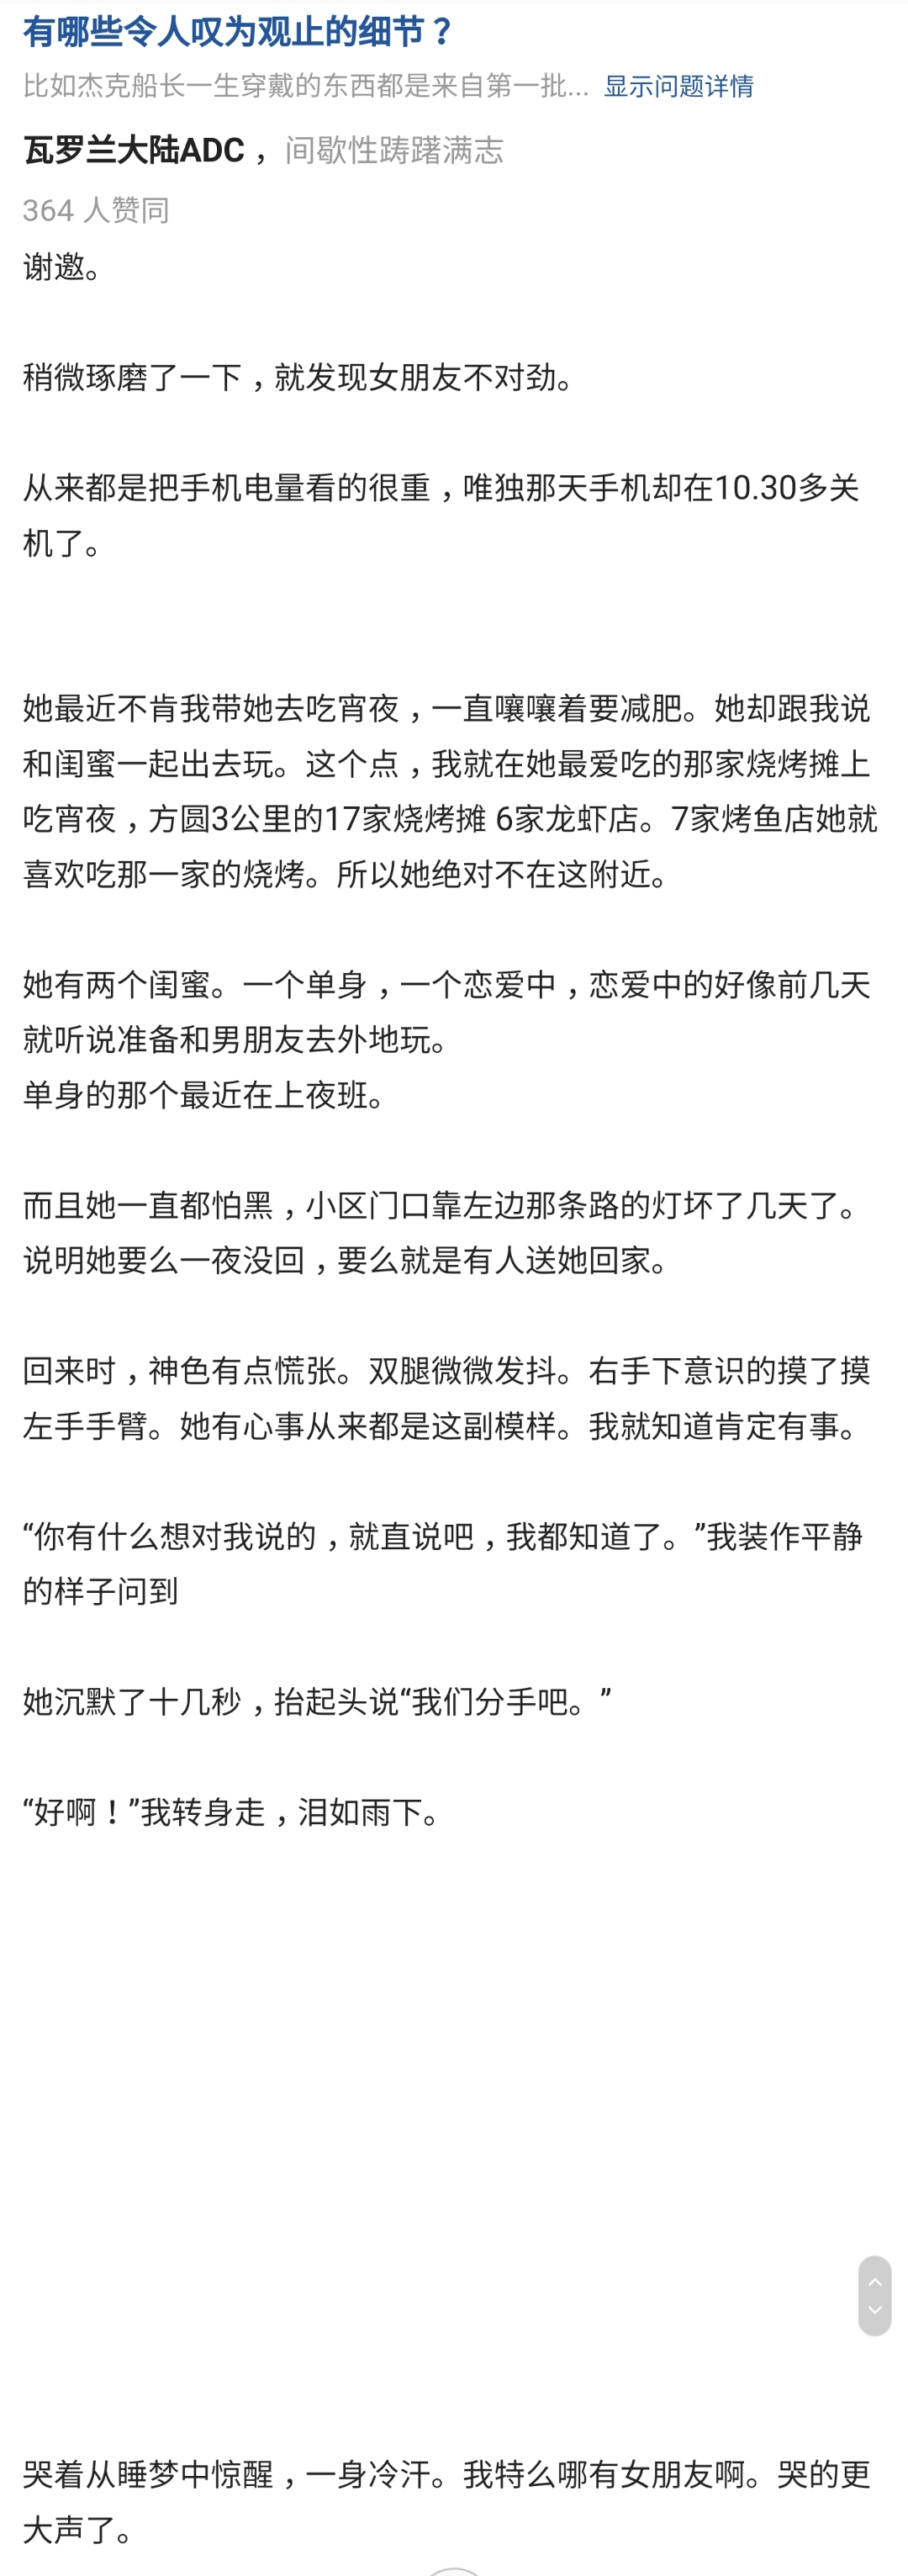 有哪些令人叹为观止的细节？
比如杰克船长一生穿戴的东西都是来自第一批... 显示问题详情
瓦罗兰大陆ADC，间歇性踌躇满志
364 人赞同
谢邀。
稍微琢磨了一下，就发现女朋友不对劲。
从来都是把手机电量看的很重，唯独那天手机却在10.30多关
机了。
她最近不肯我带她去吃宵夜，一直嚷嚷着要减肥。她却跟我说
和闺蜜一起出去玩。这个点，我就在她最爱吃的那家烧烤摊上
吃宵夜，方圆3公里的17家烧烤摊 6家龙虾店。7家烤鱼店她就
喜欢吃那一家的烧烤。所以她绝对不在这附近。
她有两个闺蜜。一个单身，一个恋爱中，恋爱中的好像前几天
就听说准备和男朋友去外地玩。
单身的那个最近在上夜班。
而且她一直都怕黑，小区门口靠左边那条路的灯坏了几天了。
说明她要么一夜没回，要么就是有人送她回家。
回来时，神色有点慌张。双腿微微发抖。右手下意识的摸了摸
左手手臂。她有心事从来都是这副模样。我就知道肯定有事。
“你有什么想对我说的，就直说吧，我都知道了。”我装作平静
的样子问到
她沉默了十几秒，抬起头说“我们分手吧。”
“好啊！”我转身走，泪如雨下。
哭着从睡梦中惊醒，一身冷汗。我特么哪有女朋友啊。哭的更
大声了。